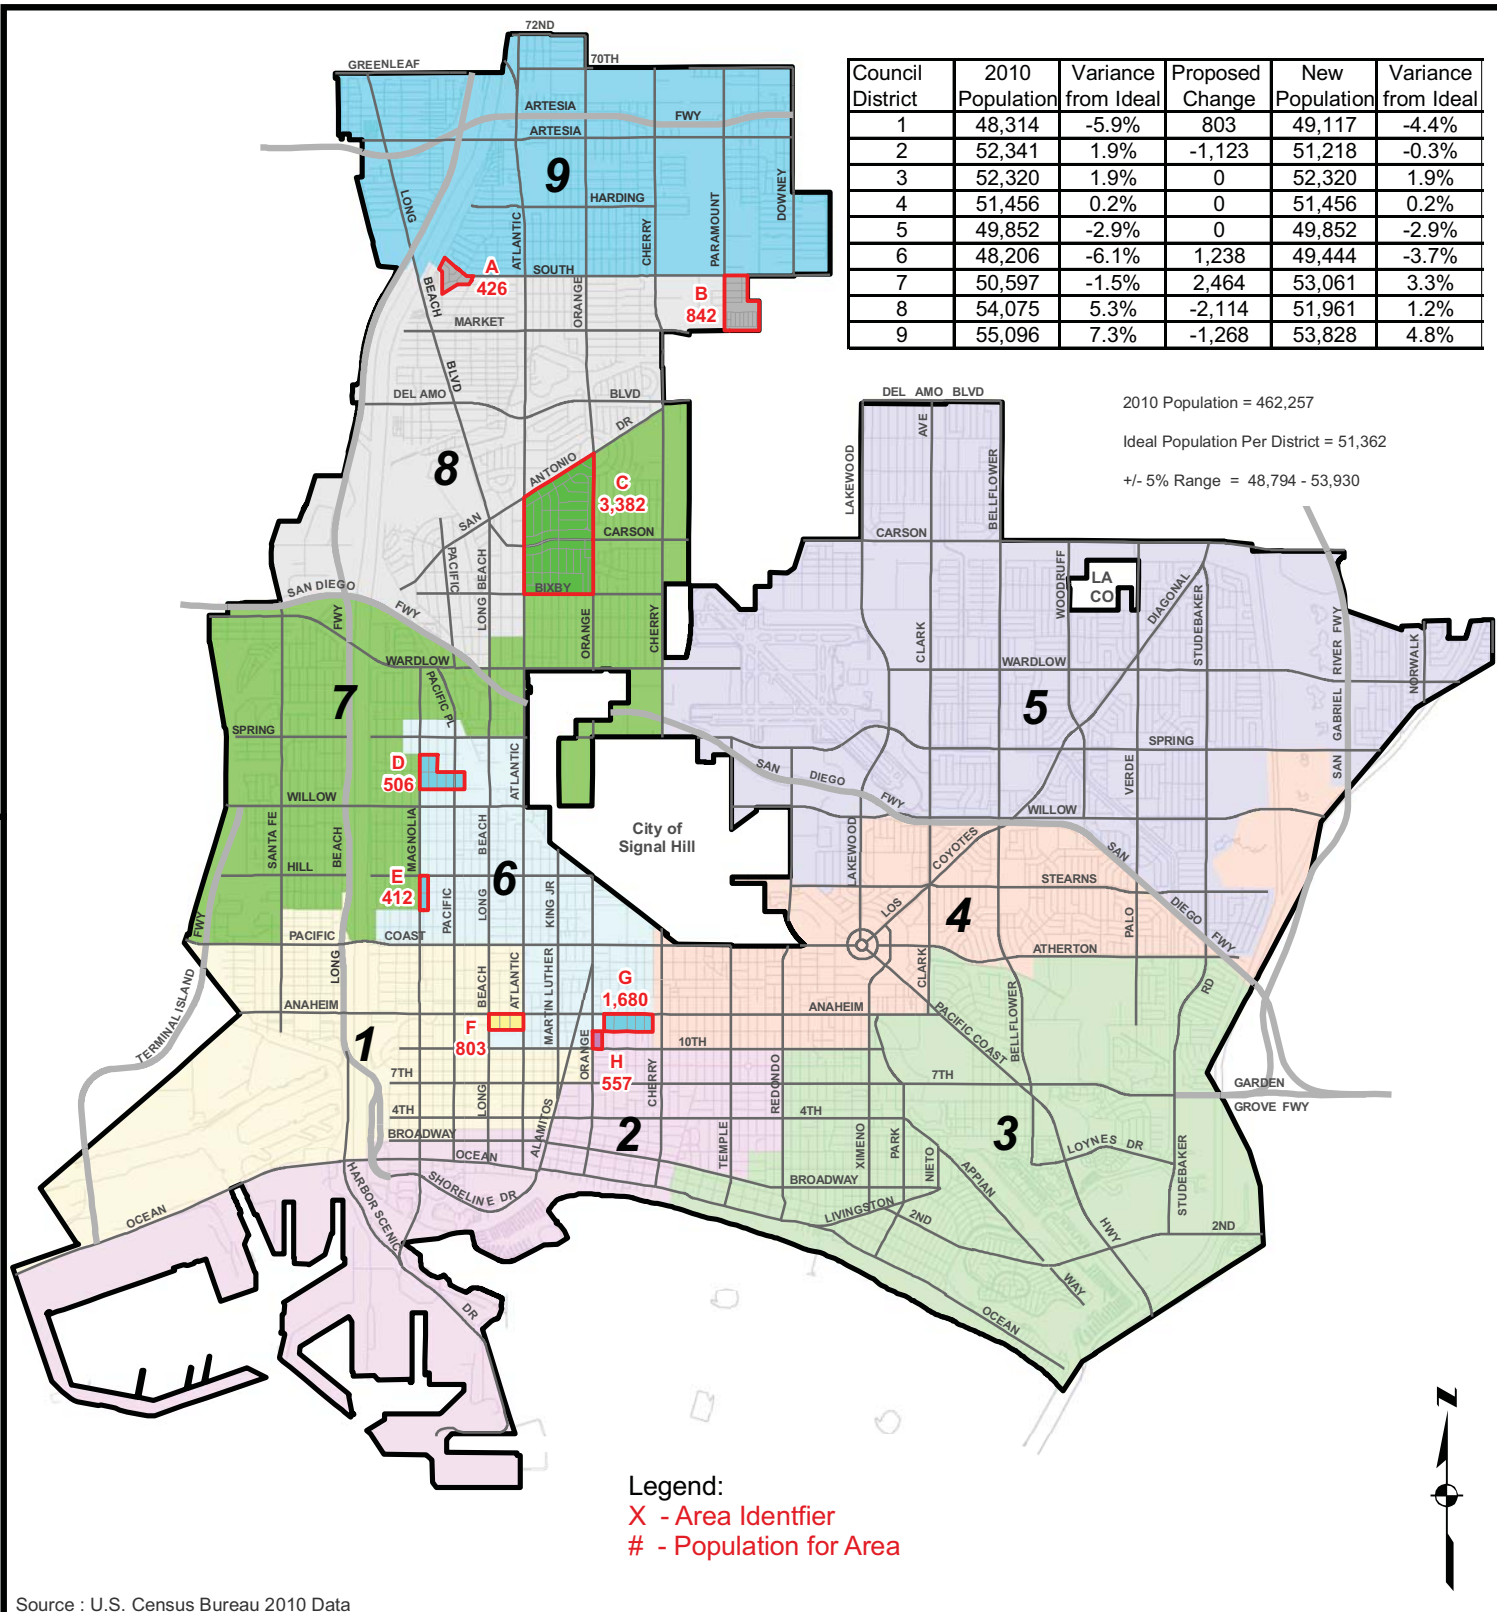 72ND
GREENLEAF
70TH
ARTESIA
FWY
ARTESIA
9
LONG
HARDING
ATLANTIC
CHERRY
PARAMOUNT
DOWNEY
A
426
SOUTH
BEACH
ORANGE
B
842
MARKET
BLVD
DEL AMO
BLVD
DR
8
ANTONIO
C
3,382
SAN
CARSON
PACIFIC
LONG BEACH
BIXBY
SAN DIEGO
FWY
FWY
ORANGE
CHERRY
WARDLOW
7
PACIFIC PL
SPRING
D
506
ATLANTIC
WILLOW
SANTA FE
BEACH
MAGNOLIA
BEACH
HILL
E
412
6
PACIFIC
LONG
KING JR
FWY
PACIFIC
COAST
LONG
Council District | 2010 Population | Variance from Ideal | Proposed Change | New Population | Variance from Ideal
1 | 48,314 | -5.9% | 803 | 49,117 | -4.4%
2 | 52,341 | 1.9% | -1,123 | 51,218 | -0.3%
3 | 52,320 | 1.9% | 0 | 52,320 | 1.9%
4 | 51,456 | 0.2% | 0 | 51,456 | 0.2%
5 | 49,852 | -2.9% | 0 | 49,852 | -2.9%
6 | 48,206 | -6.1% | 1,238 | 49,444 | -3.7%
7 | 50,597 | -1.5% | 2,464 | 53,061 | 3.3%
8 | 54,075 | 5.3% | -2,114 | 51,961 | 1.2%
9 | 55,096 | 7.3% | -1,268 | 53,828 | 4.8%
2010 Population = 462,257
Ideal Population Per District = 51,362
+/- 5% Range = 48,794 - 53,930
DEL AMO BLVD
LAKEWOOD
AVE
BELLFLOWER
CARSON
LA
CO
WOODRUFF
DIAGONAL
STUDEBAKER
CLARK
WARDLOW
SAN GABRIEL RIVER FWY
NORWALK
5
SPRING
SAN DIEGO FWY
VERDE
WILLOW
City of
Signal Hill
LAKEWOOD
COYOTES
SAN
STEARNS
LOS
4
DIEGO
PALO
FWY
ATHERTON
CLARK
TERMINAL ISLAND
ANAHEIM
BEACH
ATLANTIC
MARTIN LUTHER
G
1,680
ANAHEIM
RD
1
F
803
ORANGE
10TH
PACIFIC COAST
BELLFLOWER
7TH
H
557
CHERRY
REDONDO
7TH
GARDEN
GROVE FWY
4TH
LONG
4TH
BROADWAY
ALAMITOS
2
TEMPLE
XIMENO
PARK
3
LOYNES DR
OCEAN
NIETO
APPIAN
STUDEBAKER
HARBOR SCENIC
SHORELINE DR
BROADWAY
LIVINGSTON
2ND
HWY
2ND
OCEAN
WAY
DR
OCEAN
Z
Legend:
X - Area Identfier
# - Population for Area
Source : U.S. Census Bureau 2010 Data